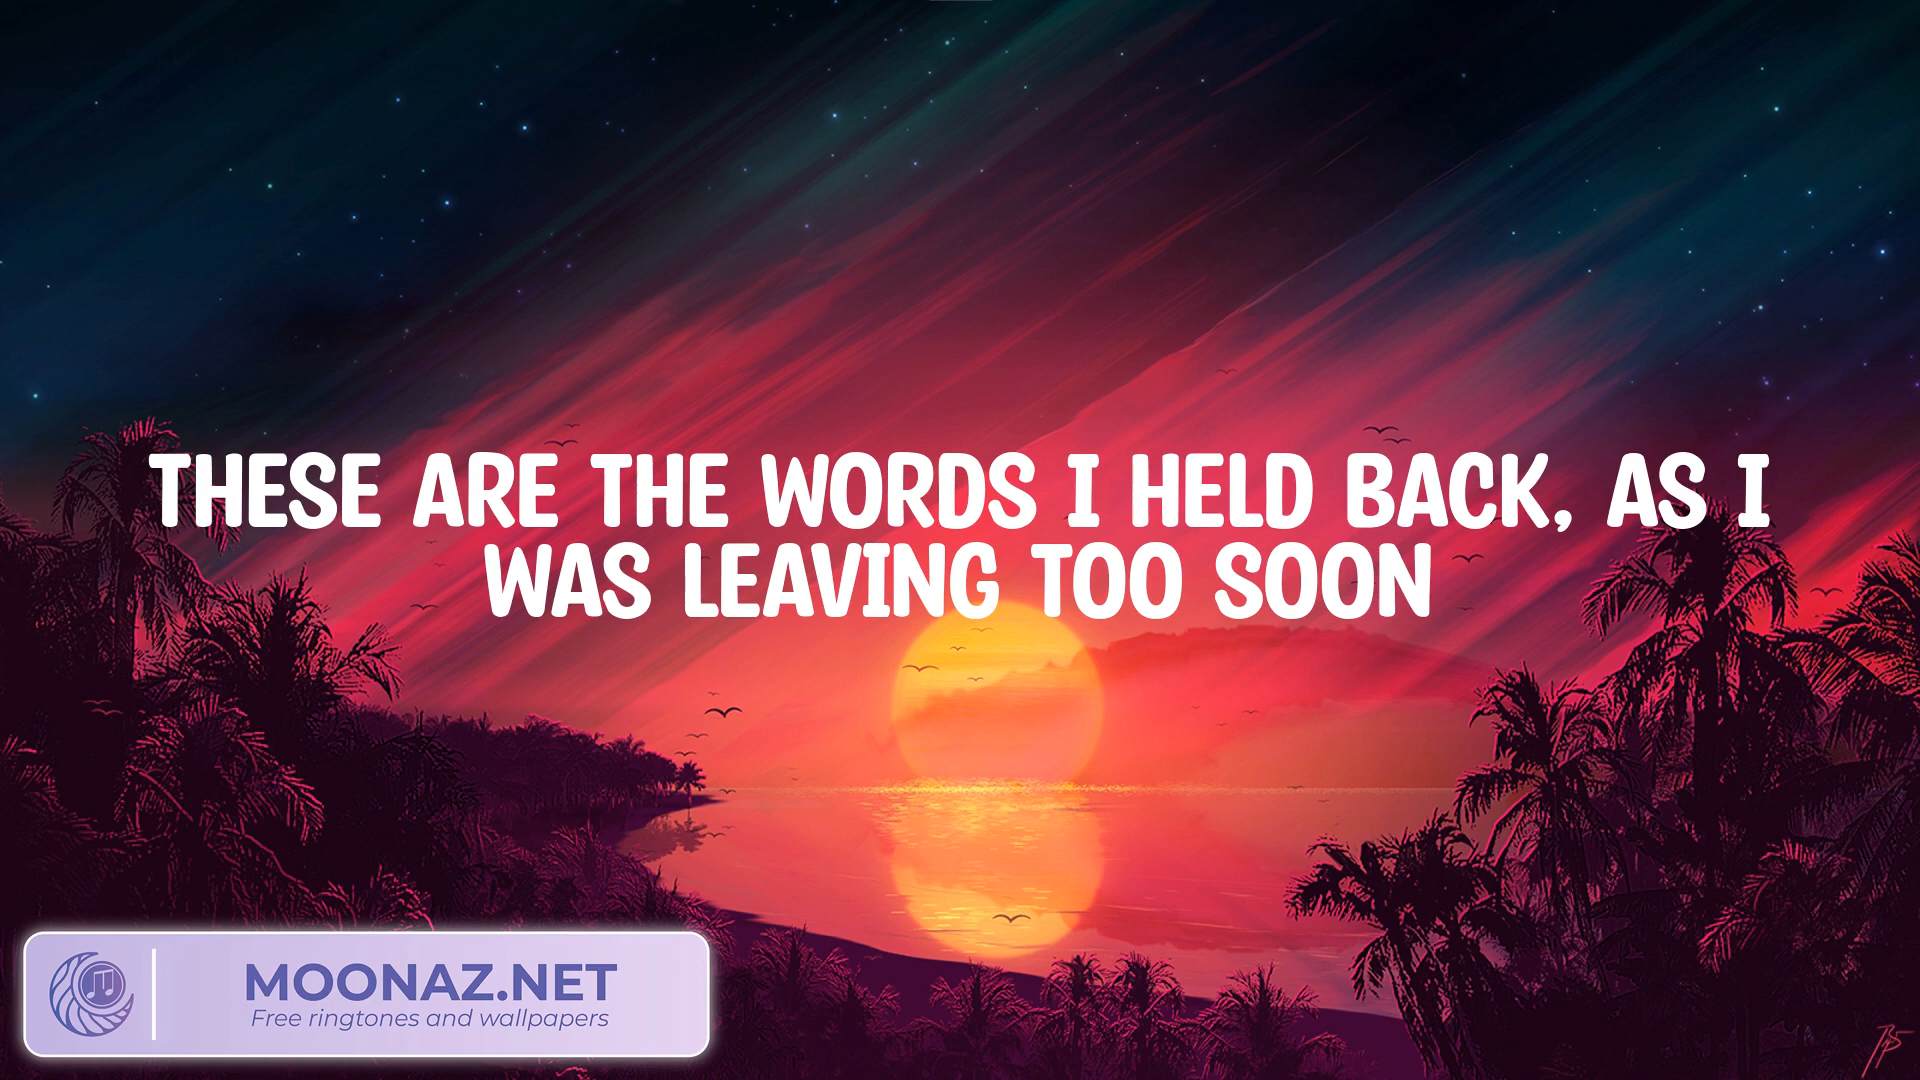 THESE ARE THE WORDS I HELD BACK, AS I
WAS LEAVING TOO SOON
MOONAZ.NET
Free ringtones and wallpapers